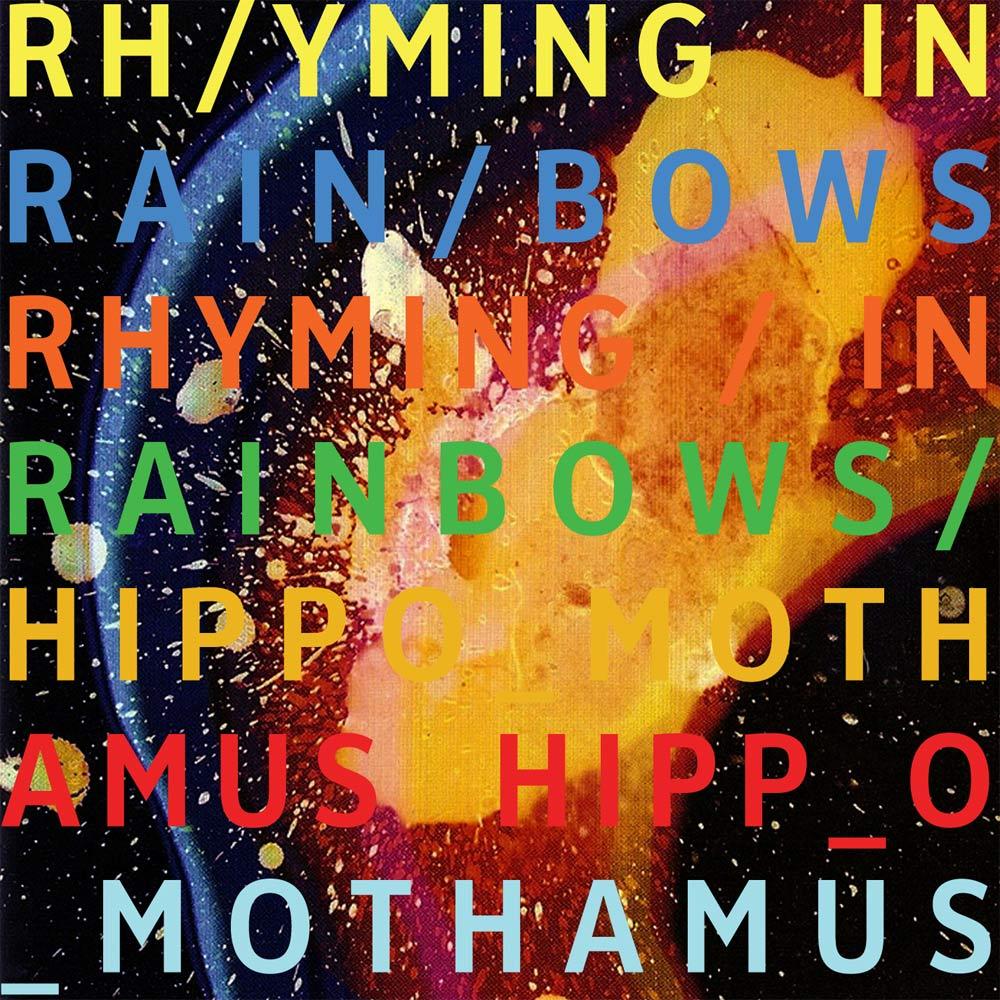 RH/YMING IN
RAIN/BOWS
RHYMING / IN
RAINBOWS/
HIPPO_MOTH
AMUS HIPP_O
_MOTHAMUS